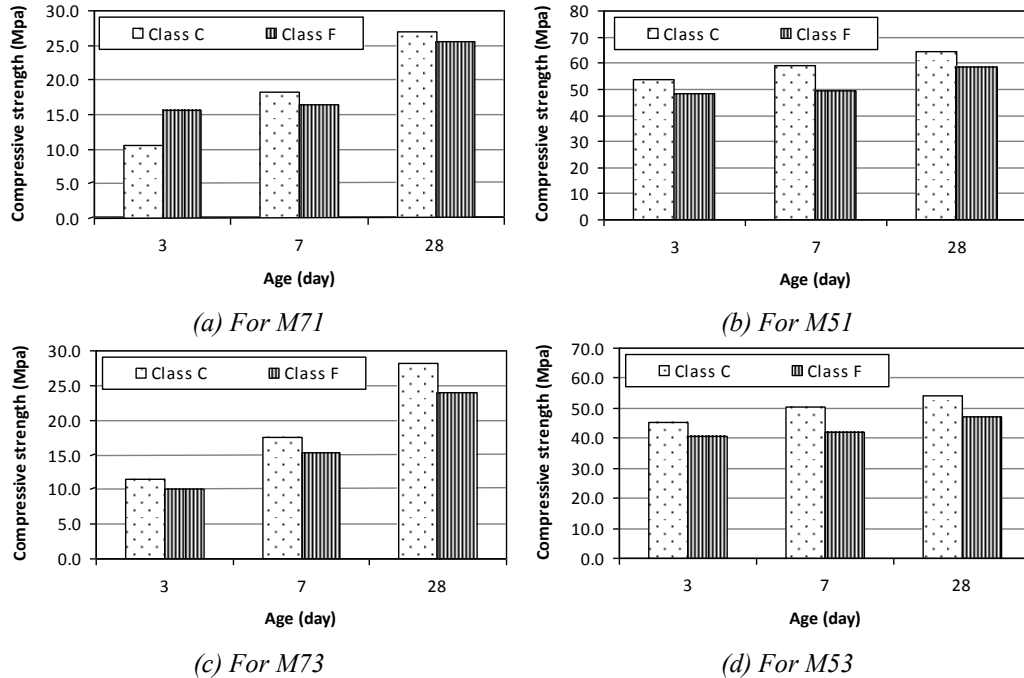 Compressive strength (Mpa)
30.0
25.0
20.0
15.0
10.0
5.0
0.0
Class C Class F
3 7 28
Age (day)
(a) For M71
Compressive strength (Mpa)
80
70
60
50
40
30
20
10
0
Class C Class F
3 7 28
Age (day)
(b) For M51
Compressive strength (Mpa)
30.0
25.0
20.0
15.0
10.0
5.0
0.0
Class C Class F
3 7 28
Age (day)
(c) For M73
Compressive strength (Mpa)
70.0
60.0
50.0
40.0
30.0
20.0
10.0
0.0
Class C Class F
3 7 28
Age (day)
(d) For M53